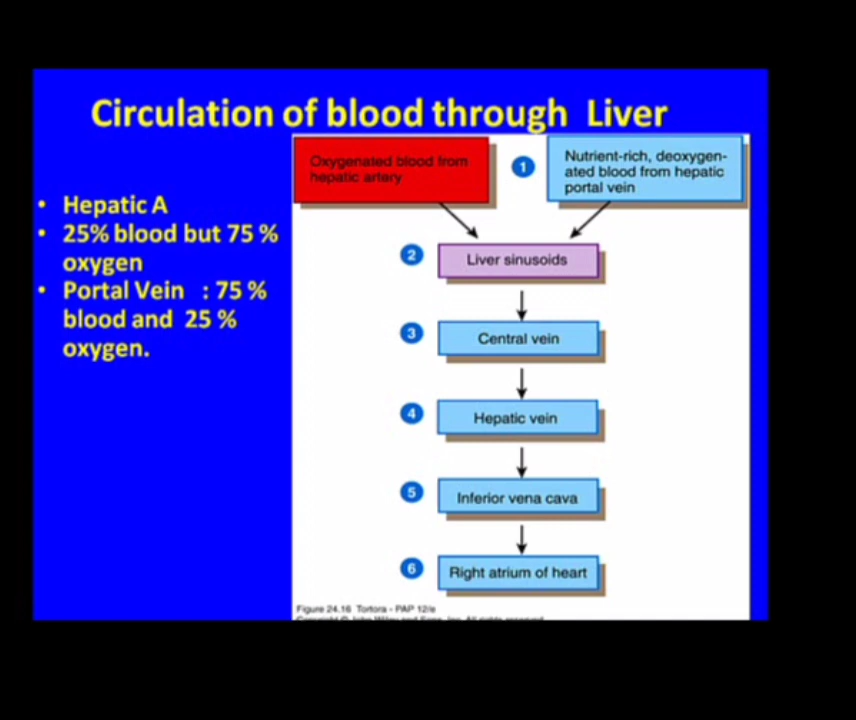 Circulation of blood through Liver
• Hepatic A
• 25% blood but 75 %
oxygen
• Portal Vein : 75 %
blood and 25 %
oxygen.
Oxygenated blood from
hepatic artery
1
Nutrient-rich, deoxygen-
ated blood from hepatic
portal vein
2
Liver sinusoids
3
Central vein
4
Hepatic vein
5
Inferior vena cava
6
Right atrium of heart
Figure 24.16 Tortora - PAP 12/e